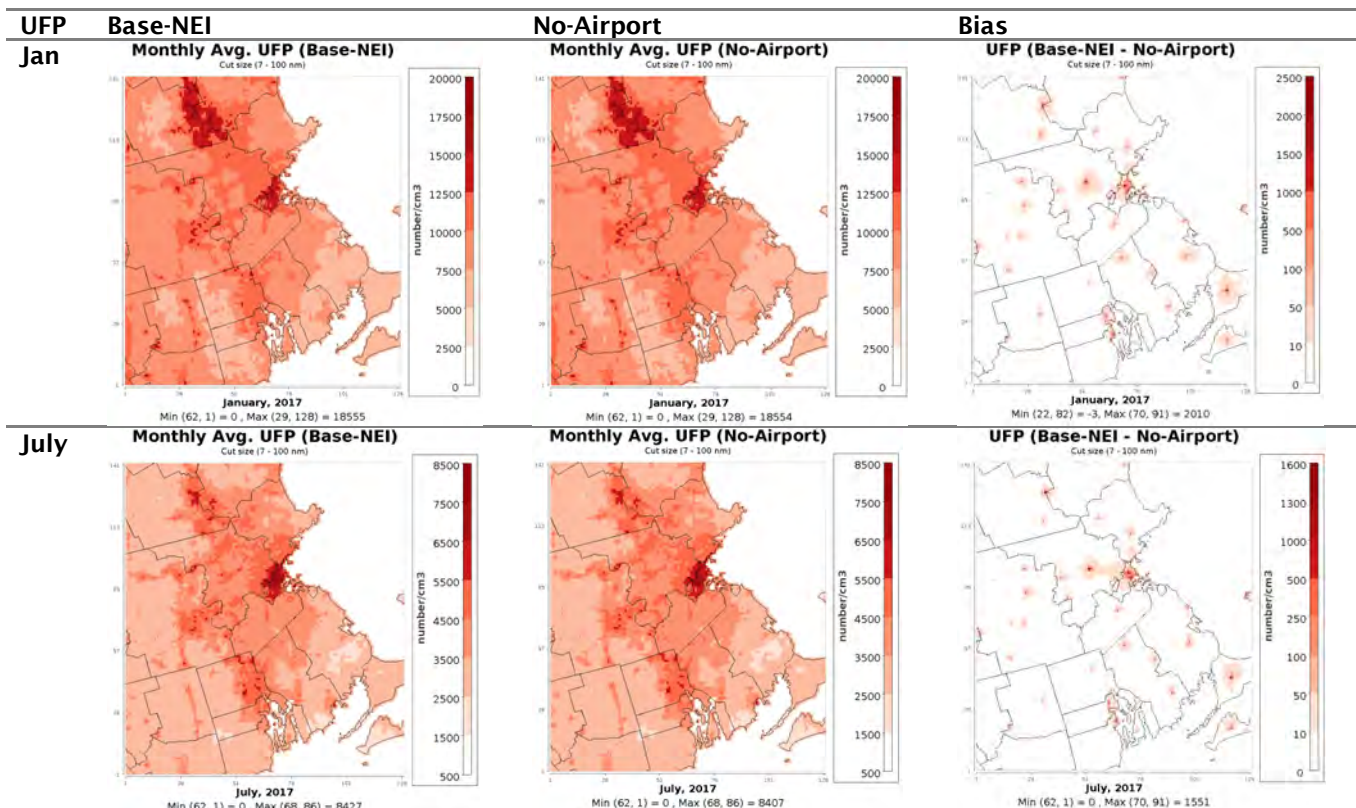 UFP Base-NEI No-Airport Bias
Jan
Monthly Avg. UFP (Base-NEI)
Cut size (7 - 100 nm)
20000
17500
15000
12500
10000
7500
5000
2500
0
number/cm3
January, 2017
Min (62, 1) = 0 , Max (29, 128) = 18555
Monthly Avg. UFP (No-Airport)
Cut size (7 - 100 nm)
20000
17500
15000
12500
10000
7500
5000
2500
0
number/cm3
January, 2017
Min (62, 1) = 0 , Max (29, 128) = 18554
UFP (Base-NEI - No-Airport)
Cut size (7 - 100 nm)
2500
2000
1500
1000
500
100
50
10
0
number/cm3
January, 2017
Min (22, 82) = -3, Max (70, 91) = 2010
July
Monthly Avg. UFP (Base-NEI)
Cut size (7 - 100 nm)
8500
7500
6500
5500
4500
3500
2500
1500
500
number/cm3
July, 2017
Min (62, 1) = 0 , Max (68, 86) = 8427
Monthly Avg. UFP (No-Airport)
Cut size (7 - 100 nm)
8500
7500
6500
5500
4500
3500
2500
1500
500
number/cm3
July, 2017
Min (62, 1) = 0 , Max (68, 86) = 8407
UFP (Base-NEI - No-Airport)
Cut size (7 - 100 nm)
1600
1300
1000
500
250
100
50
10
0
number/cm3
July, 2017
Min (62, 1) = 0 , Max (70, 91) = 1551